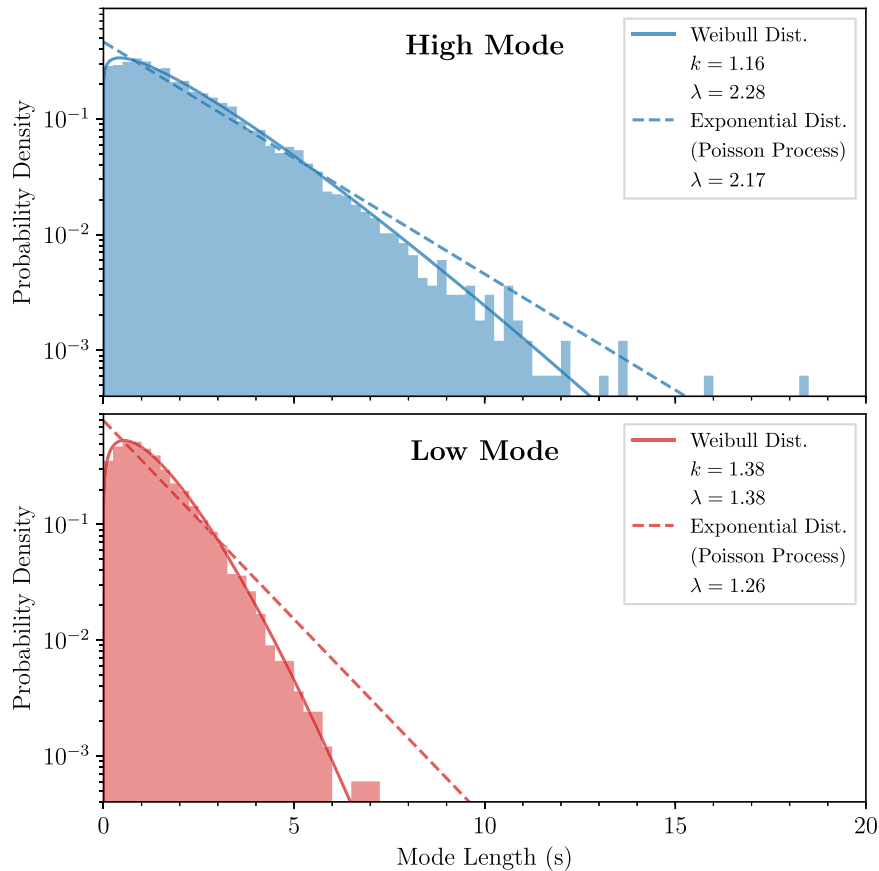 High Mode
Weibull Dist.
k = 1.16
λ = 2.28
Exponential Dist.
(Poisson Process)
λ = 2.17
Probability Density
10⁻¹
10⁻²
10⁻³
Low Mode
Weibull Dist.
k = 1.38
λ = 1.38
Exponential Dist.
(Poisson Process)
λ = 1.26
Probability Density
10⁻¹
10⁻²
10⁻³
0 5 10 15 20
Mode Length (s)